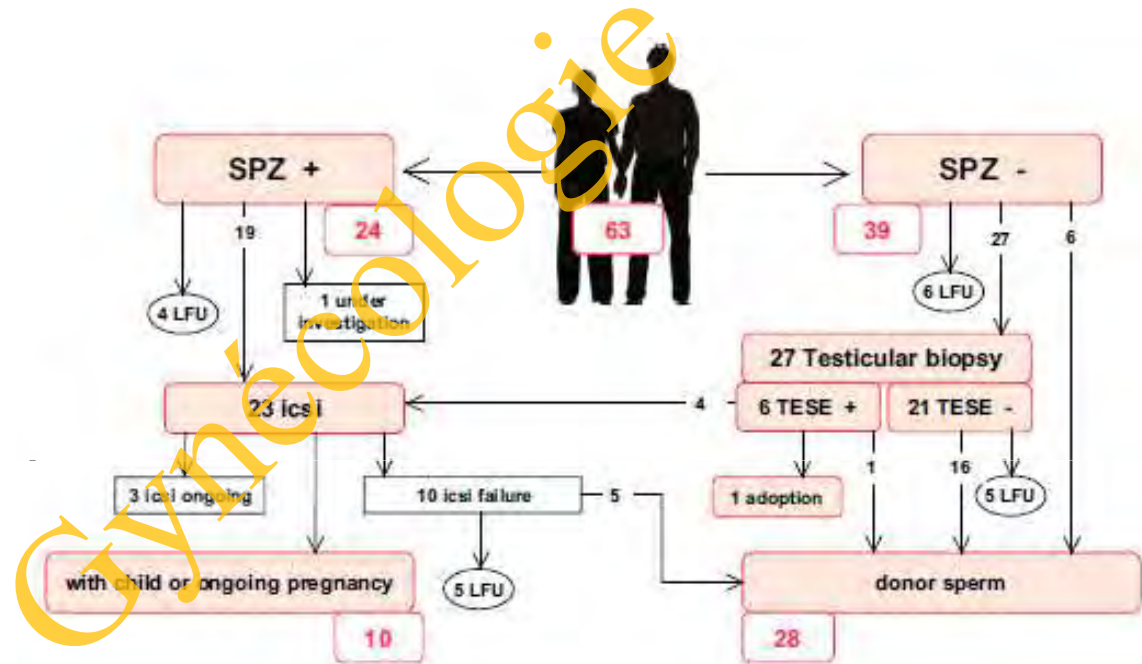 Gynécologie
SPZ +
SPZ -
24
63
39
19
27
6
4 LFU
1 under
investigation
6 LFU
27 Testicular biopsy
23 icsi
4
6 TESE +
21 TESE -
3 icsi ongoing
10 icsi failure
5
1 adoption
1
16
5 LFU
with child or ongoing pregnancy
5 LFU
donor sperm
10
28